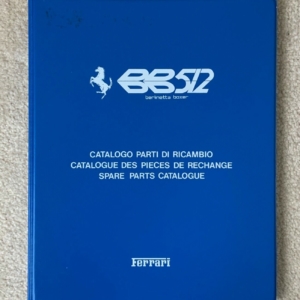 BB512
berlinetta boxer
CATALOGO PARTI DI RICAMBIO
CATALOGUE DES PIECES DE RECHANGE
SPARE PARTS CATALOGUE
Ferrari